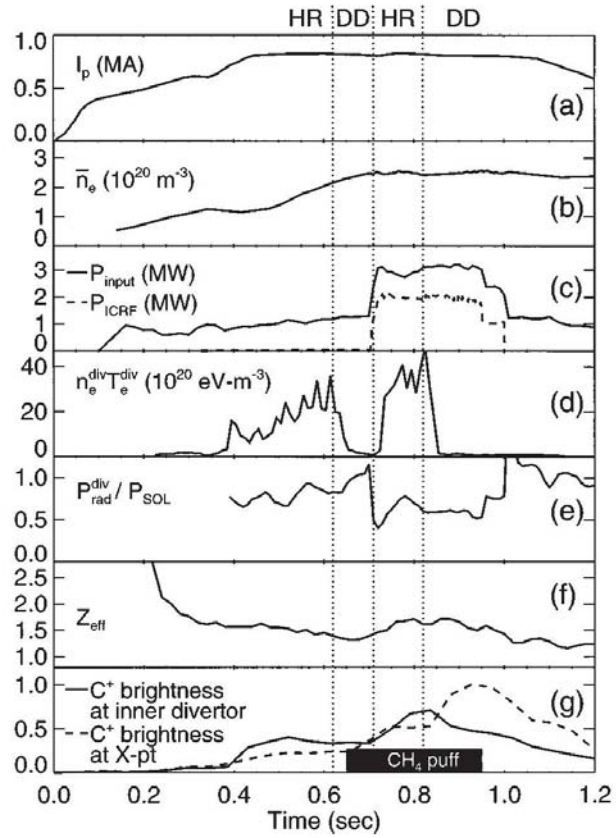 HR DD HR DD
1.0
I_p (MA)
0.5
0.0
(a)
3
n̄_e (10^20 m^-3)
2
1
0
(b)
3
P_input (MW)
2
P_ICRF (MW)
1
0
(c)
40
n_e^div T_e^div (10^20 eV-m^-3)
20
0
(d)
1.0
P_rad^div / P_SOL
0.5
0.0
(e)
2.5
2.0
Z_eff
1.5
1.0
(f)
1.0
C^+ brightness
at inner divertor
0.5
C^+ brightness
at X-pt
0
(g)
CH_4 puff
0.0 0.2 0.4 0.6 0.8 1.0 1.2
Time (sec)